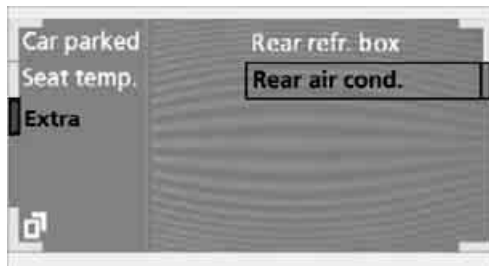 Car parked
Rear refr. box
Seat temp.
Rear air cond.
Extra